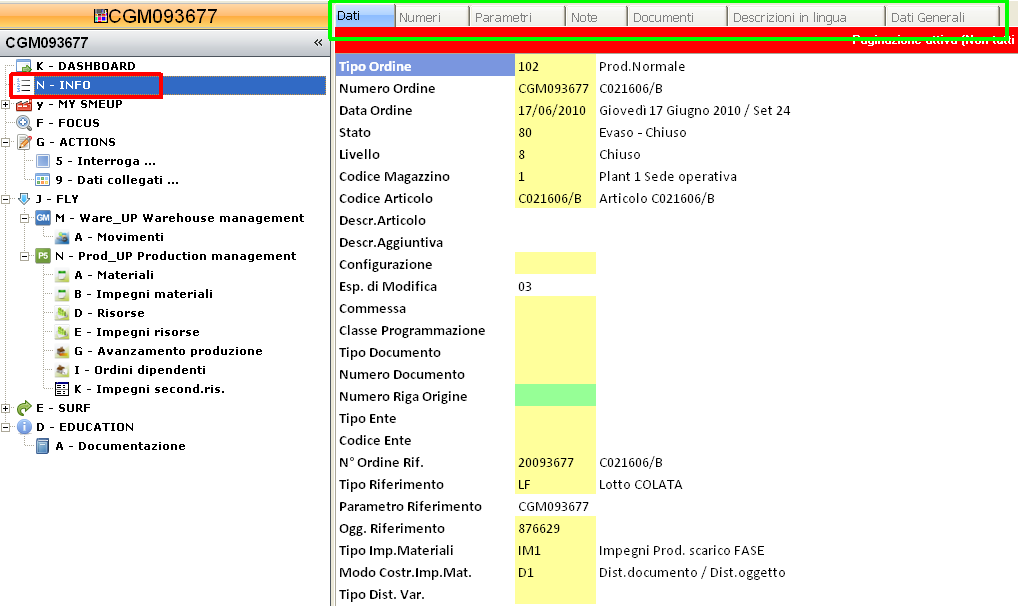 CGM093677
CGM093677 «
K - DASHBOARD
N - INFO
y - MY SMEUP
F - FOCUS
G - ACTIONS
5 - Interroga ...
9 - Dati collegati ...
J - FLY
GM M - Ware_UP Warehouse management
A - Movimenti
PS N - Prod_UP Production management
A - Materiali
B - Impegni materiali
D - Risorse
E - Impegni risorse
G - Avanzamento produzione
I - Ordini dipendenti
K - Impegni second.ris.
E - SURF
D - EDUCATION
A - Documentazione
Dati Numeri Parametri Note Documenti Descrizioni in lingua Dati Generali
Paginazione attiva (Non tutti
Tipo Ordine 102 Prod.Normale
Numero Ordine CGM093677 C021606/B
Data Ordine 17/06/2010 Giovedì 17 Giugno 2010 / Set 24
Stato 80 Evaso - Chiuso
Livello 8 Chiuso
Codice Magazzino 1 Plant 1 Sede operativa
Codice Articolo C021606/B Articolo C021606/B
Descr.Articolo
Descr.Aggiuntiva
Configurazione
Esp. di Modifica 03
Commessa
Classe Programmazione
Tipo Documento
Numero Documento
Numero Riga Origine
Tipo Ente
Codice Ente
N° Ordine Rif. 20093677 C021606/B
Tipo Riferimento LF Lotto COLATA
Parametro Riferimento CGM093677
Ogg. Riferimento 876629
Tipo Imp.Materiali IM1 Impegni Prod. scarico FASE
Modo Costr.Imp.Mat. D1 Dist.documento / Dist.oggetto
Tipo Dist. Var.